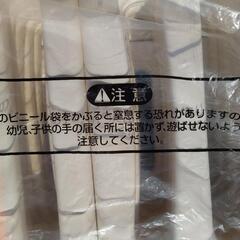 ⚠注意
のビニール袋をかぶると窒息する恐れがありますの
幼児、子供の手の届く所には置かず、遊ばせないよう
注意してください。